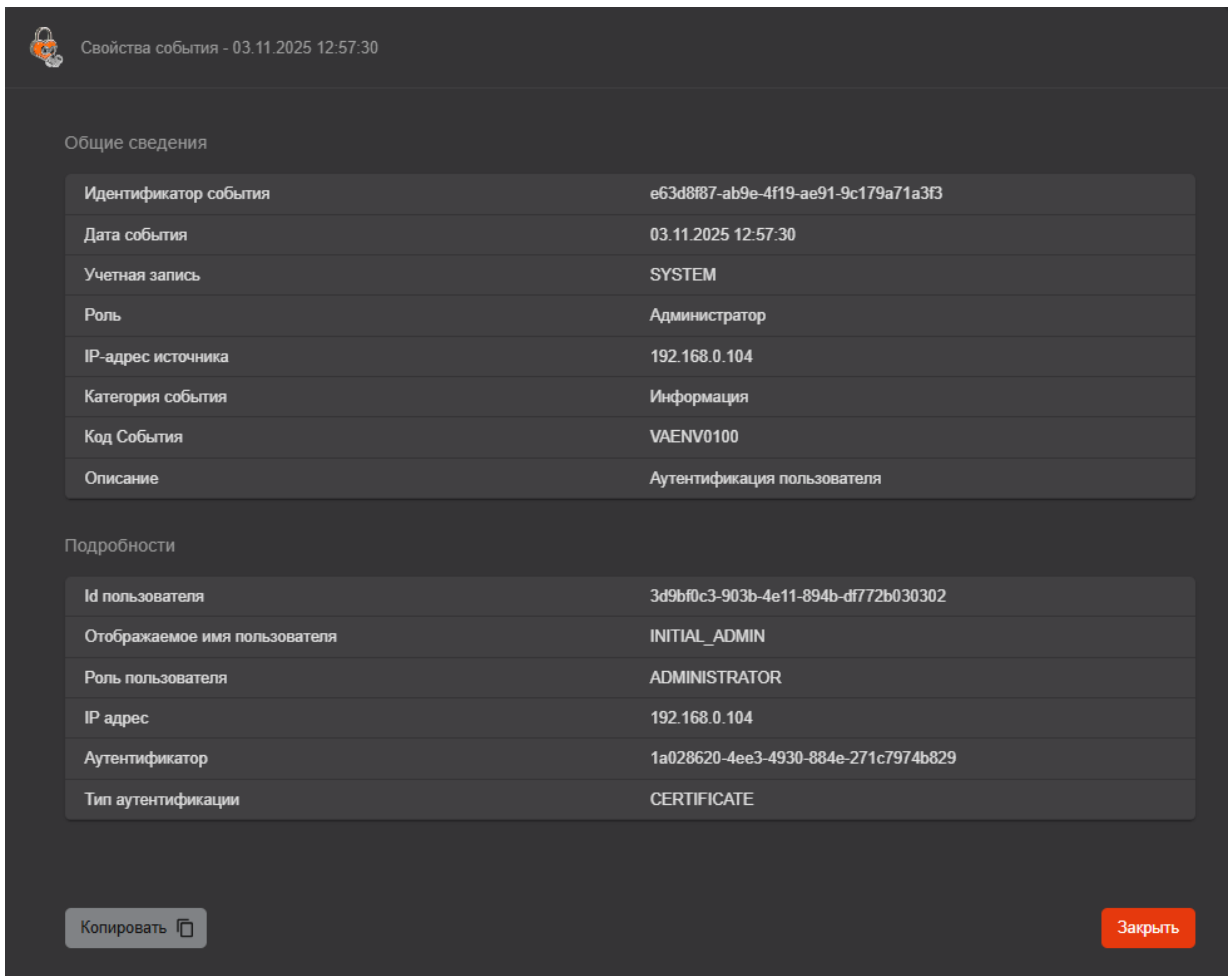 Свойства события - 03.11.2025 12:57:30
Общие сведения
Идентификатор события e63d8f87-ab9e-4f19-ae91-9c179a71a3f3
Дата события 03.11.2025 12:57:30
Учетная запись SYSTEM
Роль Администратор
IP-адрес источника 192.168.0.104
Категория события Информация
Код События VAENV0100
Описание Аутентификация пользователя
Подробности
Id пользователя 3d9bf0c3-903b-4e11-894b-df772b030302
Отображаемое имя пользователя INITIAL_ADMIN
Роль пользователя ADMINISTRATOR
IP адрес 192.168.0.104
Аутентификатор 1a028620-4ee3-4930-884e-271c7974b829
Тип аутентификации CERTIFICATE
Копировать Закрыть